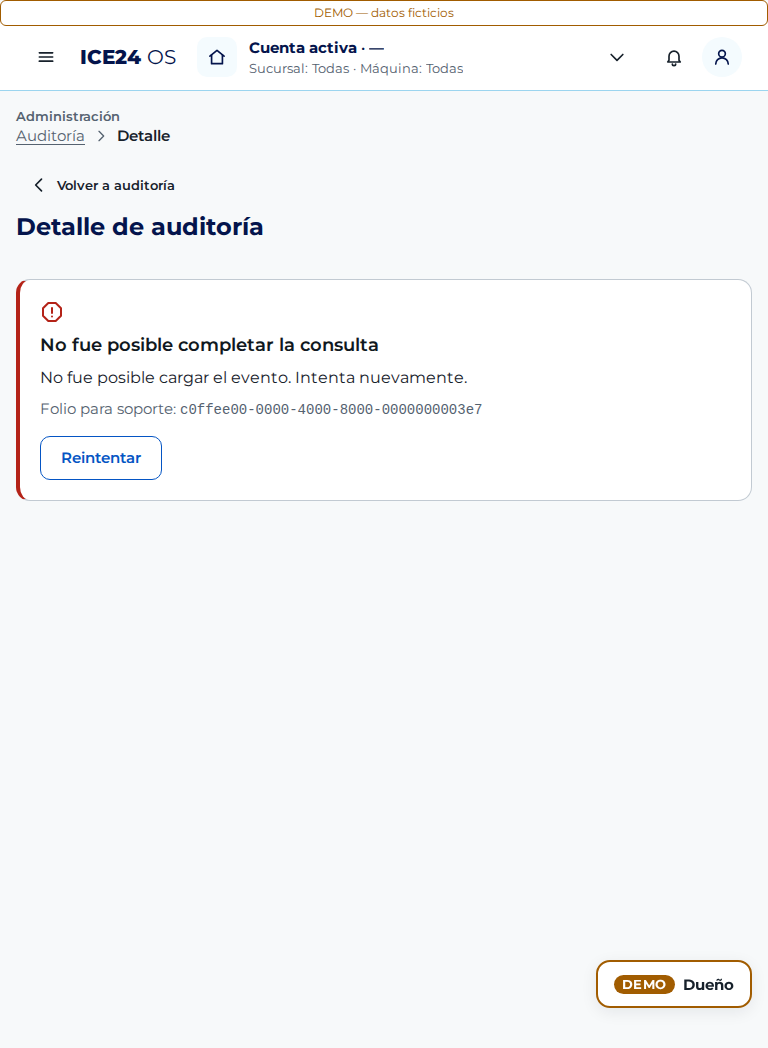 DEMO — datos ficticios
ICE24 OS
Cuenta activa · —
Sucursal: Todas · Máquina: Todas
Administración
Auditoría > Detalle
Volver a auditoría
Detalle de auditoría
No fue posible completar la consulta
No fue posible cargar el evento. Intenta nuevamente.
Folio para soporte: c0ffee00-0000-4000-8000-0000000003e7
Reintentar
DEMO Dueño